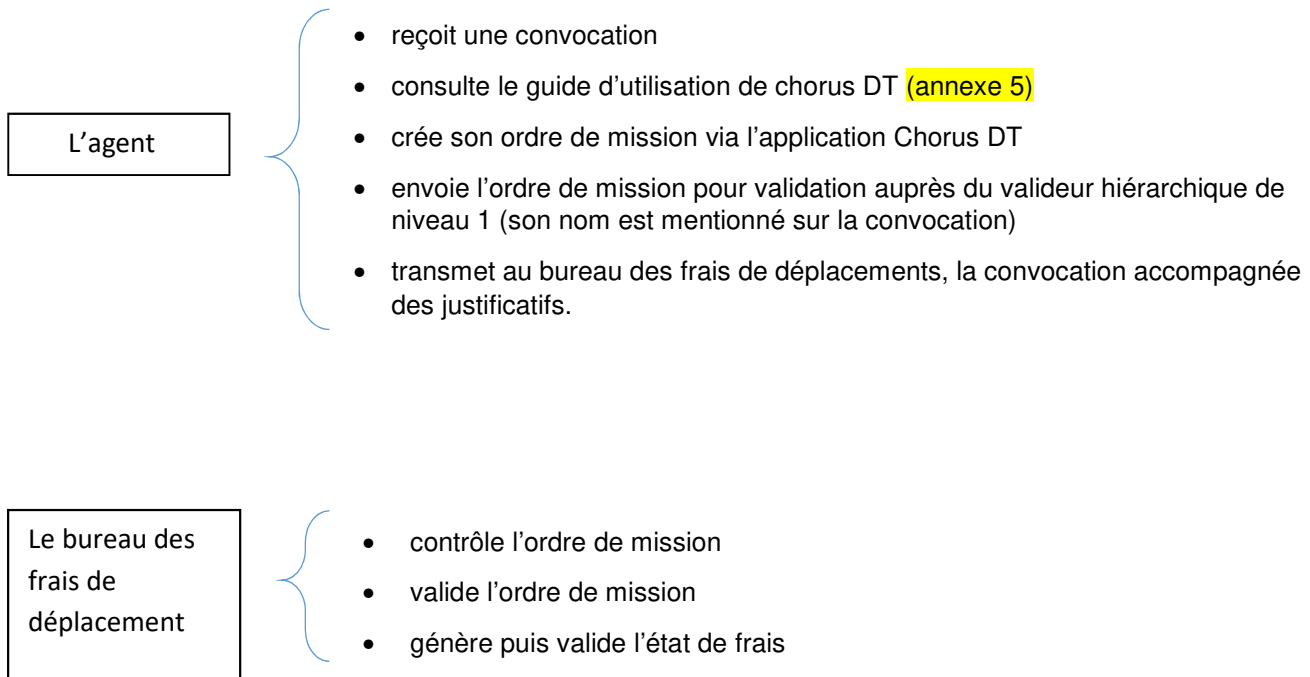 L’agent
• reçoit une convocation
• consulte le guide d’utilisation de chorus DT (annexe 5)
• crée son ordre de mission via l’application Chorus DT
• envoie l’ordre de mission pour validation auprès du valideur hiérarchique de
niveau 1 (son nom est mentionné sur la convocation)
• transmet au bureau des frais de déplacements, la convocation accompagnée
des justificatifs.
Le bureau des
frais de
déplacement
• contrôle l’ordre de mission
• valide l’ordre de mission
• génère puis valide l’état de frais